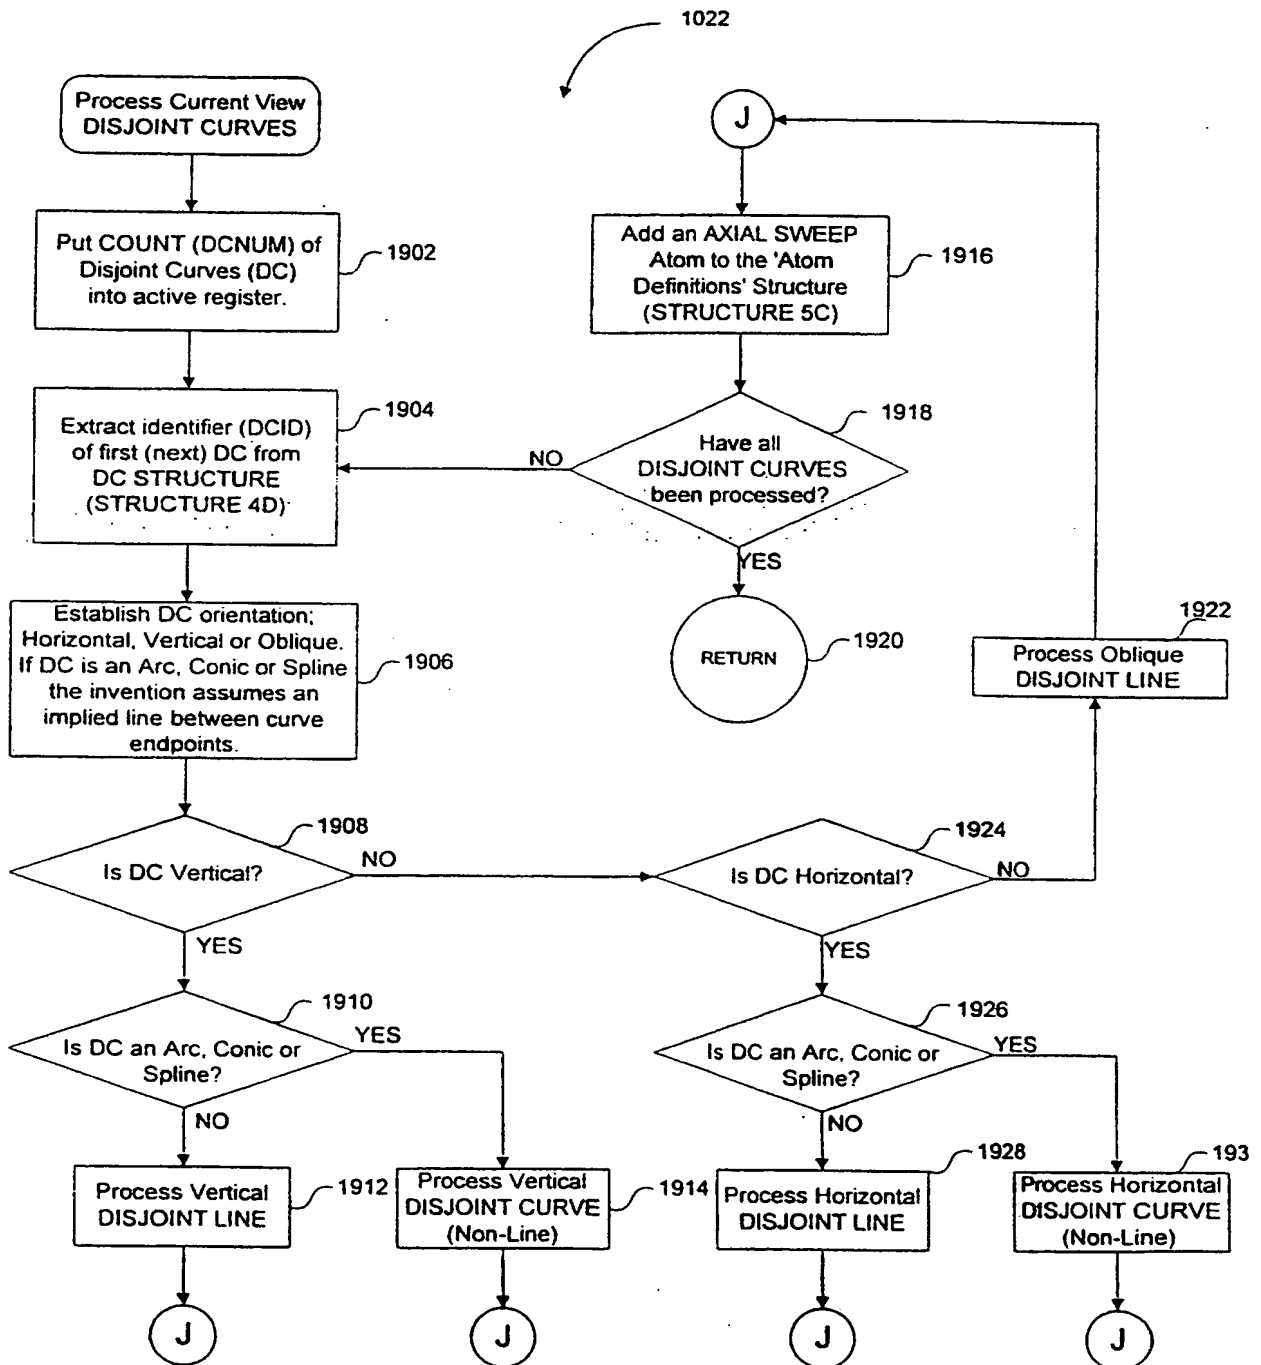 1022
Process Current View
DISJOINT CURVES
J
Put COUNT (DCNUM) of
Disjoint Curves (DC)
into active register.
1902
Add an AXIAL SWEEP
Atom to the 'Atom
Definitions' Structure
(STRUCTURE 5C)
1916
Extract identifier (DCID)
of first (next) DC from
DC STRUCTURE
(STRUCTURE 4D)
1904
NO
Have all
DISJOINT CURVES
been processed?
1918
YES
Establish DC orientation;
Horizontal, Vertical or Oblique.
If DC is an Arc, Conic or Spline
the invention assumes an
implied line between curve
endpoints.
1906
RETURN
1920
1922
Process Oblique
DISJOINT LINE
Is DC Vertical?
1908
NO
Is DC Horizontal?
1924
NO
YES
YES
Is DC an Arc, Conic or
Spline?
1910
YES
Is DC an Arc, Conic or
Spline?
1926
YES
NO
NO
Process Vertical
DISJOINT LINE
1912
Process Vertical
DISJOINT CURVE
(Non-Line)
1914
Process Horizontal
DISJOINT LINE
1928
Process Horizontal
DISJOINT CURVE
(Non-Line)
193
J
J
J
J